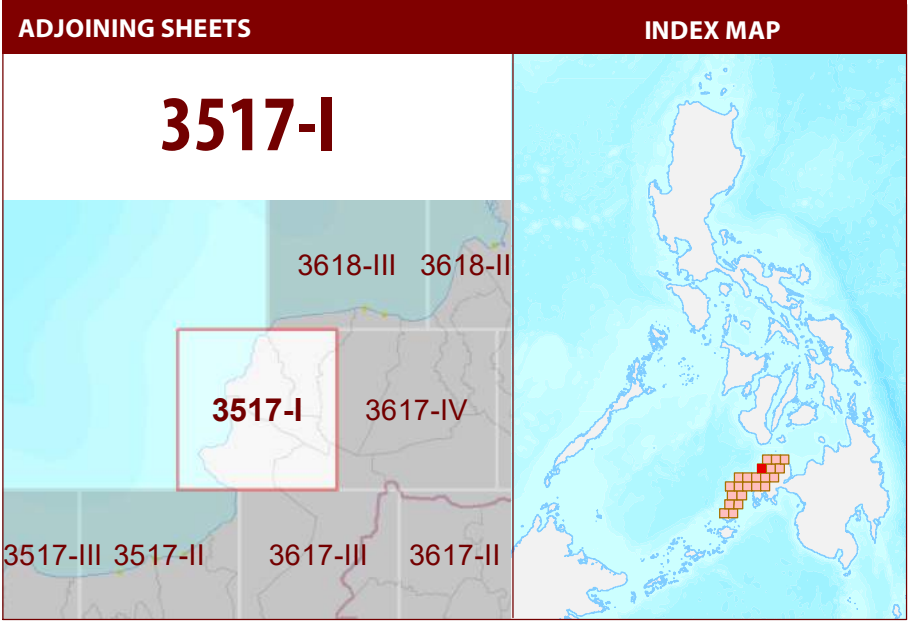 ADJOINING SHEETS
INDEX MAP
3517-I
3618-III 3618-II
3517-I 3617-IV
3517-III 3517-II 3617-III 3617-II